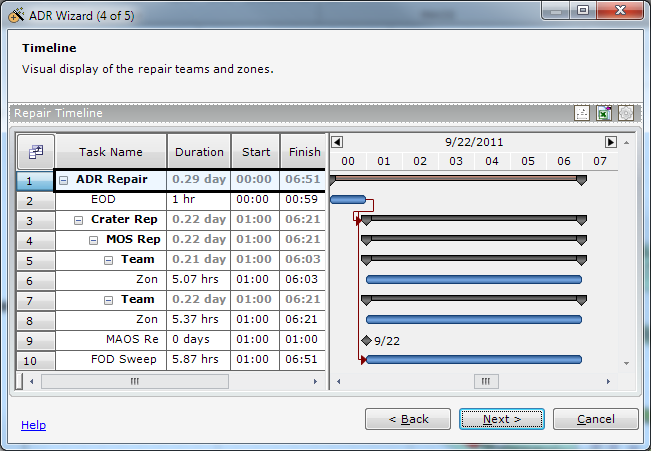 ADR Wizard (4 of 5)
Timeline
Visual display of the repair teams and zones.
Repair Timeline
Task Name Duration Start Finish 9/22/2011
00 01 02 03 04 05 06 07
1 ADR Repair 0.29 day 00:00 06:51
2 EOD 1 hr 00:00 00:59
3 Crater Rep 0.22 day 01:00 06:21
4 MOS Rep 0.22 day 01:00 06:21
5 Team 0.21 day 01:00 06:03
6 Zon 5.07 hrs 01:00 06:03
7 Team 0.22 day 01:00 06:21
8 Zon 5.37 hrs 01:00 06:21
9 MAOS Re 0 days 01:00 01:00 9/22
10 FOD Sweep 5.87 hrs 01:00 06:51
Help < Back Next > Cancel